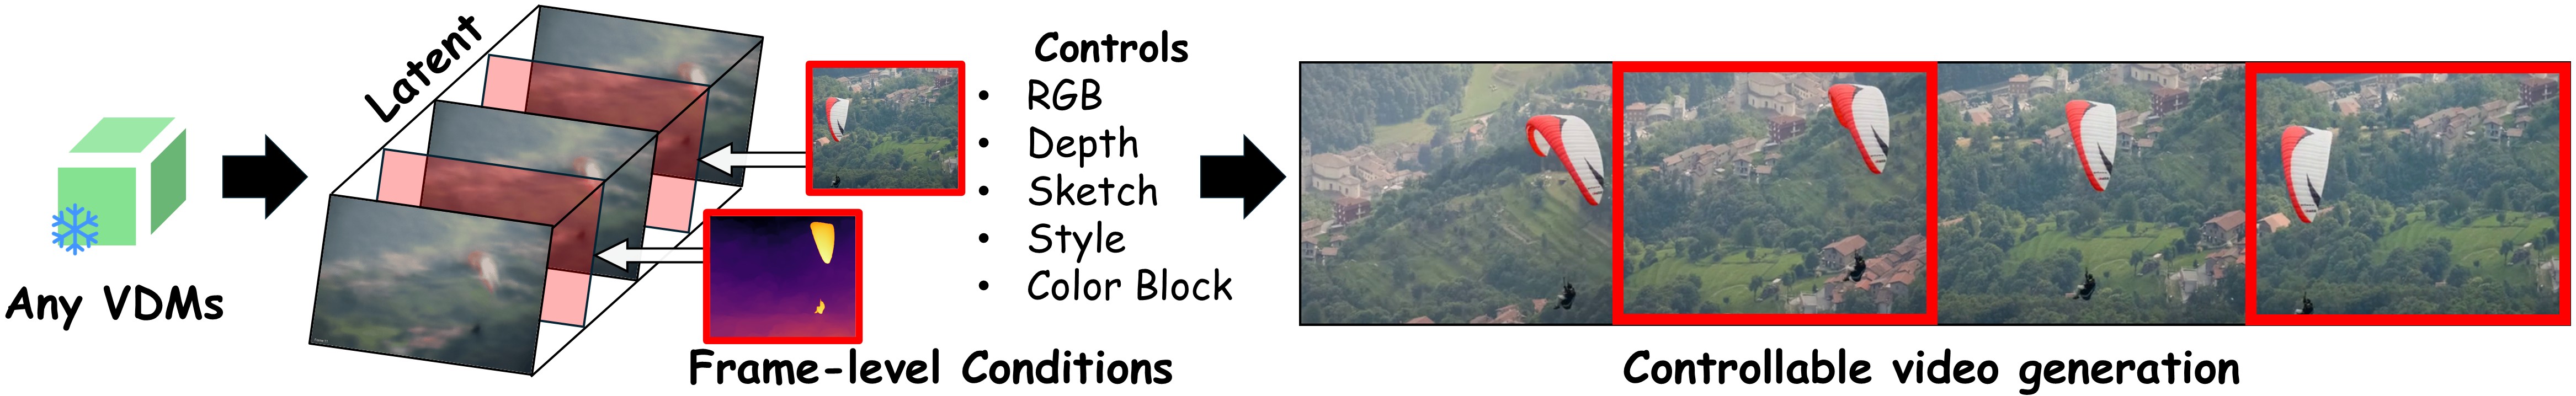 Any VDMs
Latent
Controls
• RGB
• Depth
• Sketch
• Style
• Color Block
Frame-level Conditions
Controllable video generation